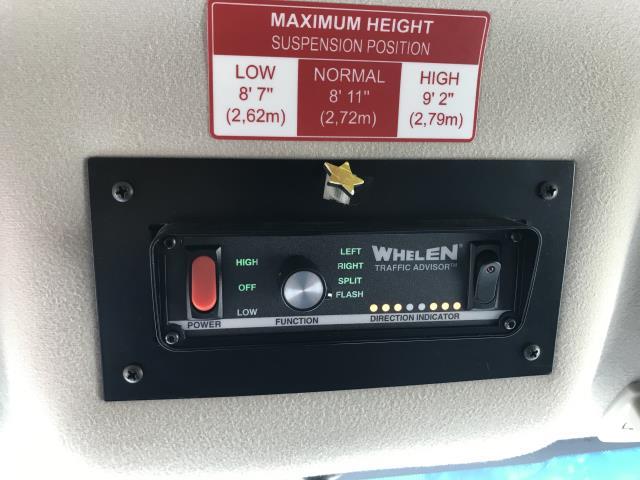 MAXIMUM HEIGHT
SUSPENSION POSITION
LOW NORMAL HIGH
8' 7" 8' 11" 9' 2"
(2,62m) (2,72m) (2,79m)
LEFT WHELEN®
HIGH RIGHT TRAFFIC ADVISOR™
OFF SPLIT
FLASH
LOW
POWER FUNCTION DIRECTION INDICATOR